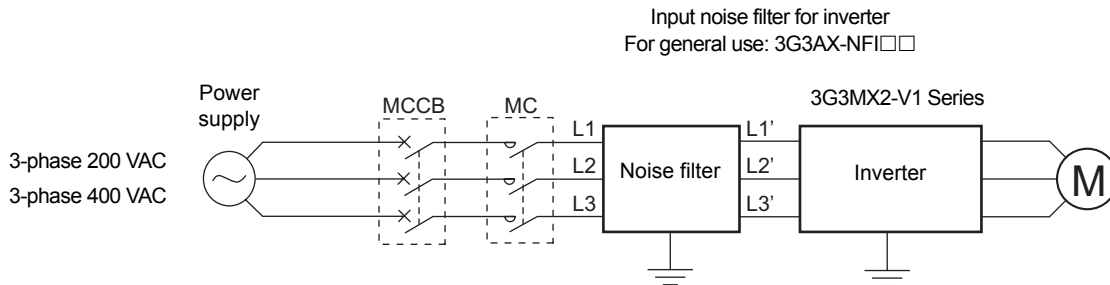 Input noise filter for inverter
For general use: 3G3AX-NFI□□
Power
supply
MCCB
MC
3G3MX2-V1 Series
3-phase 200 VAC
3-phase 400 VAC
L1
L2
L3
Noise filter
L1’
L2’
L3’
Inverter
M